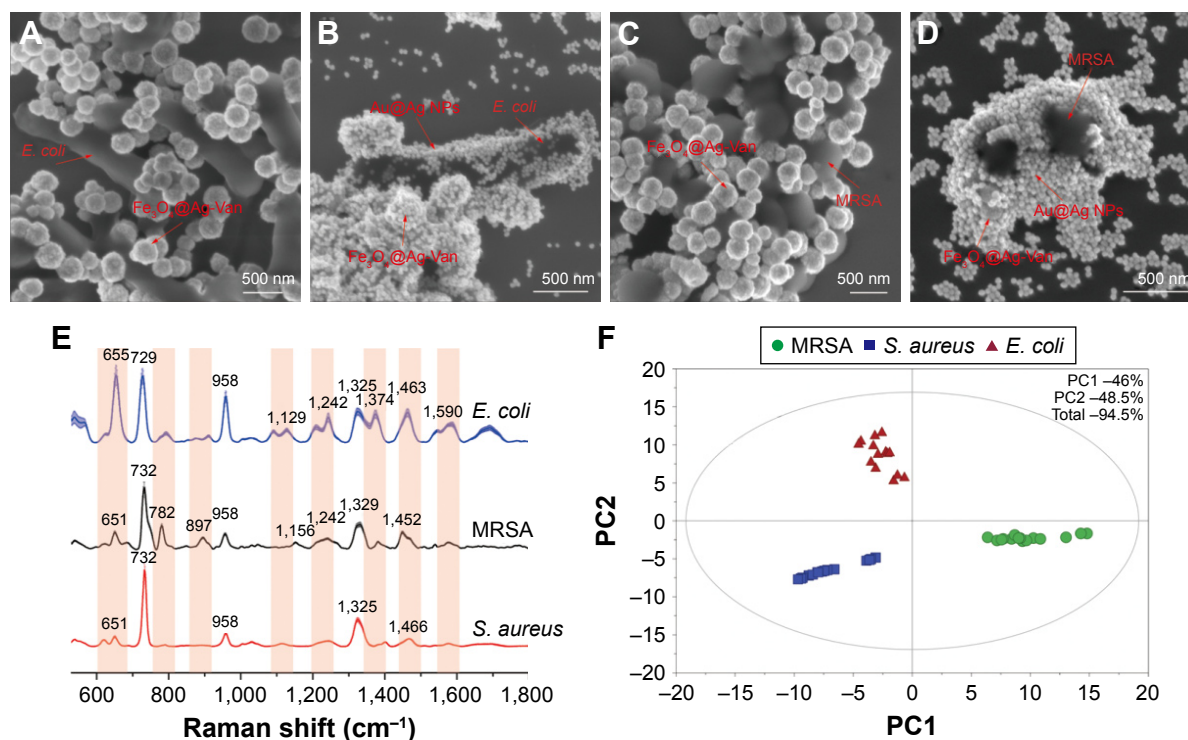 A
E. coli
Fe₃O₄@Ag-Van
500 nm
B
Au@Ag NPs
E. coli
Fe₃O₄@Ag-Van
500 nm
C
Fe₃O₄@Ag-Van
MRSA
500 nm
D
MRSA
Au@Ag NPs
Fe₃O₄@Ag-Van
500 nm
E
655
729
958
1,129
1,242
1,325
1,374
1,463
1,590
E. coli
732
651
782
897
958
1,156
1,242
1,329
1,452
MRSA
732
651
958
1,325
1,466
S. aureus
600 800 1,000 1,200 1,400 1,600 1,800
Raman shift (cm⁻¹)
F
MRSA S. aureus E. coli
PC1 –46%
PC2 –48.5%
Total –94.5%
20
15
10
5
0
–5
–10
–15
–20
PC2
–20 –15 –10 –5 0 5 10 15 20
PC1